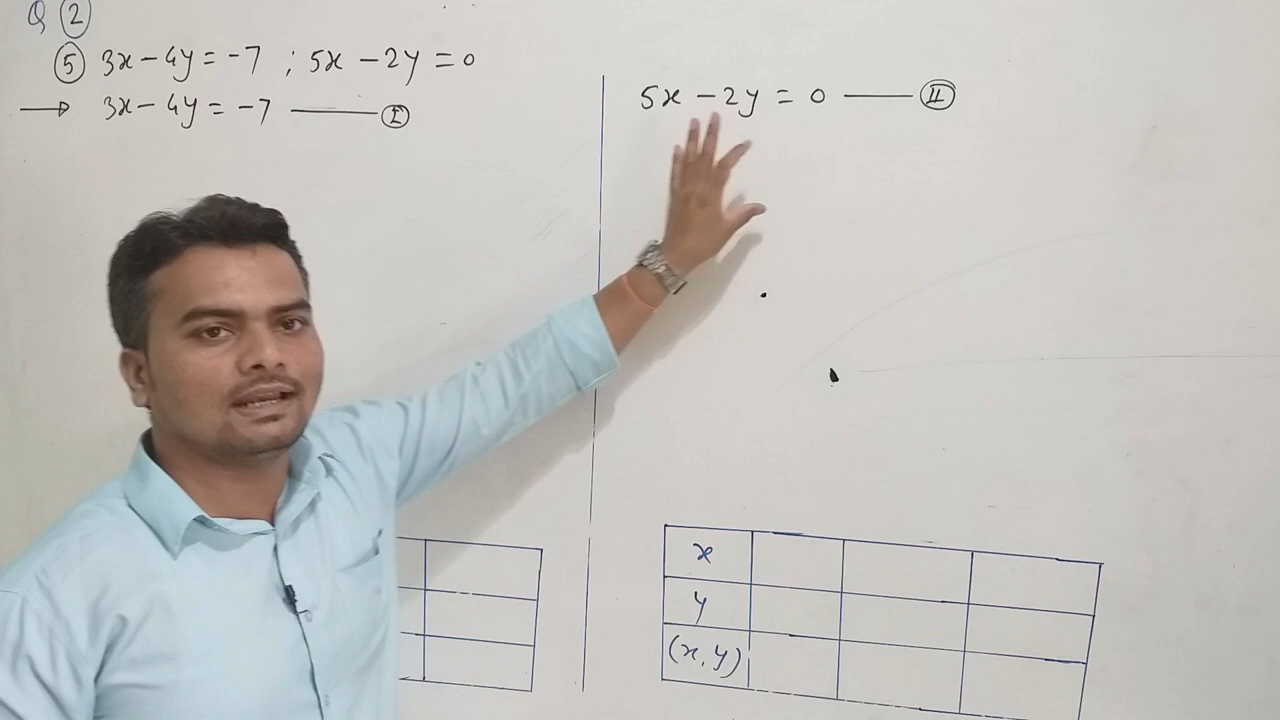 Q ②
⑤ 3x - 4y = -7 ; 5x - 2y = 0
→ 3x - 4y = -7 —— Ⓘ
5x - 2y = 0 —— (II)
x
y
(x, y)